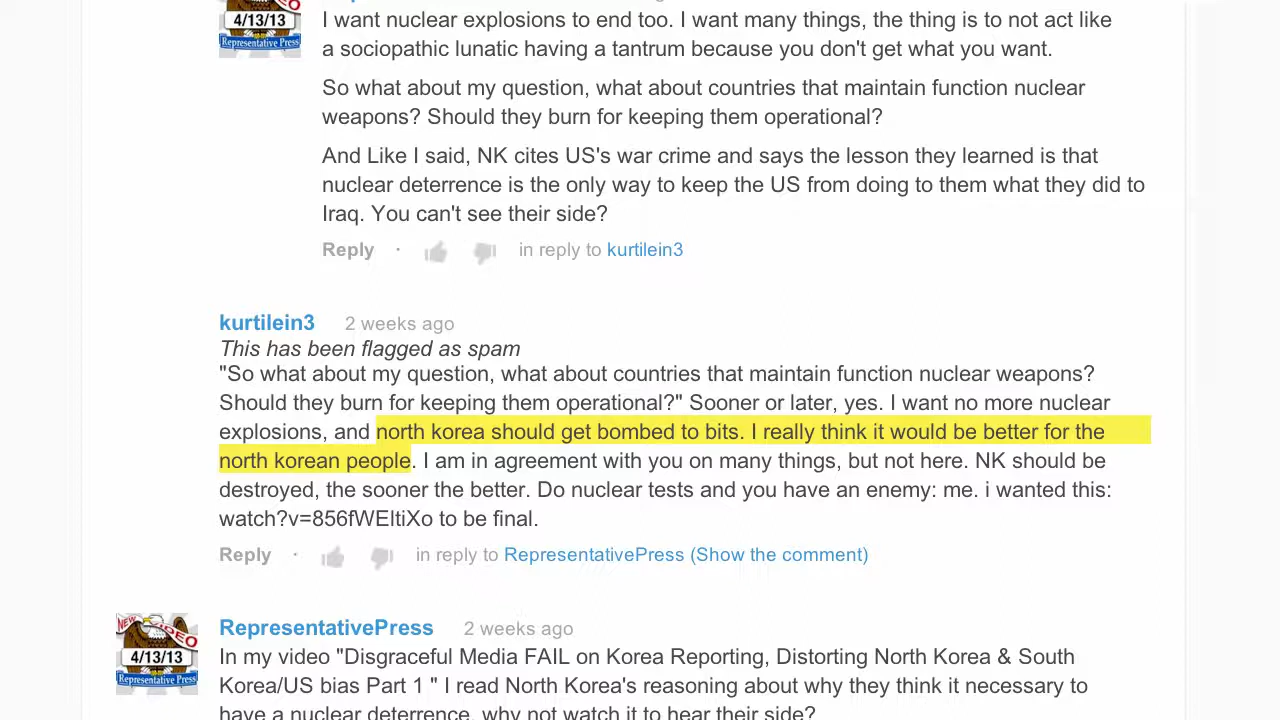 4/13/13
Representative Press
I want nuclear explosions to end too. I want many things, the thing is to not act like
a sociopathic lunatic having a tantrum because you don't get what you want.
So what about my question, what about countries that maintain function nuclear
weapons? Should they burn for keeping them operational?
And Like I said, NK cites US's war crime and says the lesson they learned is that
nuclear deterrence is the only way to keep the US from doing to them what they did to
Iraq. You can't see their side?
Reply · in reply to kurtilein3
kurtilein3 2 weeks ago
This has been flagged as spam
"So what about my question, what about countries that maintain function nuclear weapons?
Should they burn for keeping them operational?" Sooner or later, yes. I want no more nuclear
explosions, and north korea should get bombed to bits. I really think it would be better for the
north korean people. I am in agreement with you on many things, but not here. NK should be
destroyed, the sooner the better. Do nuclear tests and you have an enemy: me. i wanted this:
watch?v=856fWEltiXo to be final.
Reply · in reply to RepresentativePress (Show the comment)
NEW VIDEO
4/13/13
Representative Press
RepresentativePress 2 weeks ago
In my video "Disgraceful Media FAIL on Korea Reporting, Distorting North Korea & South
Korea/US bias Part 1 " I read North Korea's reasoning about why they think it necessary to
have a nuclear deterrence, why not watch it to hear their side?